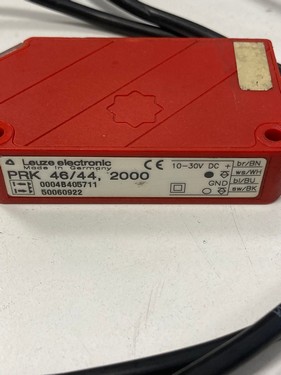 Leuze electronic
Made in Germany
PRK 46/44, 2000
0004B405711
50060922
CE 10-30V DC + br/BN
ws/WH
GND bl/BU
sw/BK